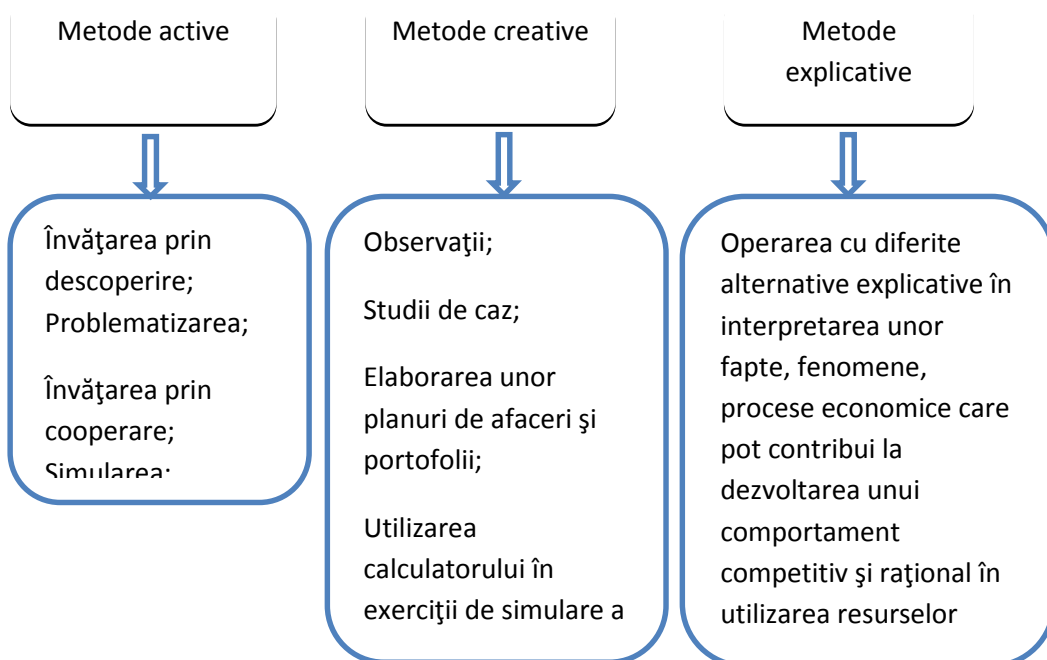 Metode active
Învăţarea prin
descoperire;
Problematizarea;
Învăţarea prin
cooperare;
Simularea;
Metode creative
Observaţii;
Studii de caz;
Elaborarea unor
planuri de afaceri şi
portofolii;
Utilizarea
calculatorului în
exerciţii de simulare a
Metode
explicative
Operarea cu diferite
alternative explicative în
interpretarea unor
fapte, fenomene,
procese economice care
pot contribui la
dezvoltarea unui
comportament
competitiv şi raţional în
utilizarea resurselor